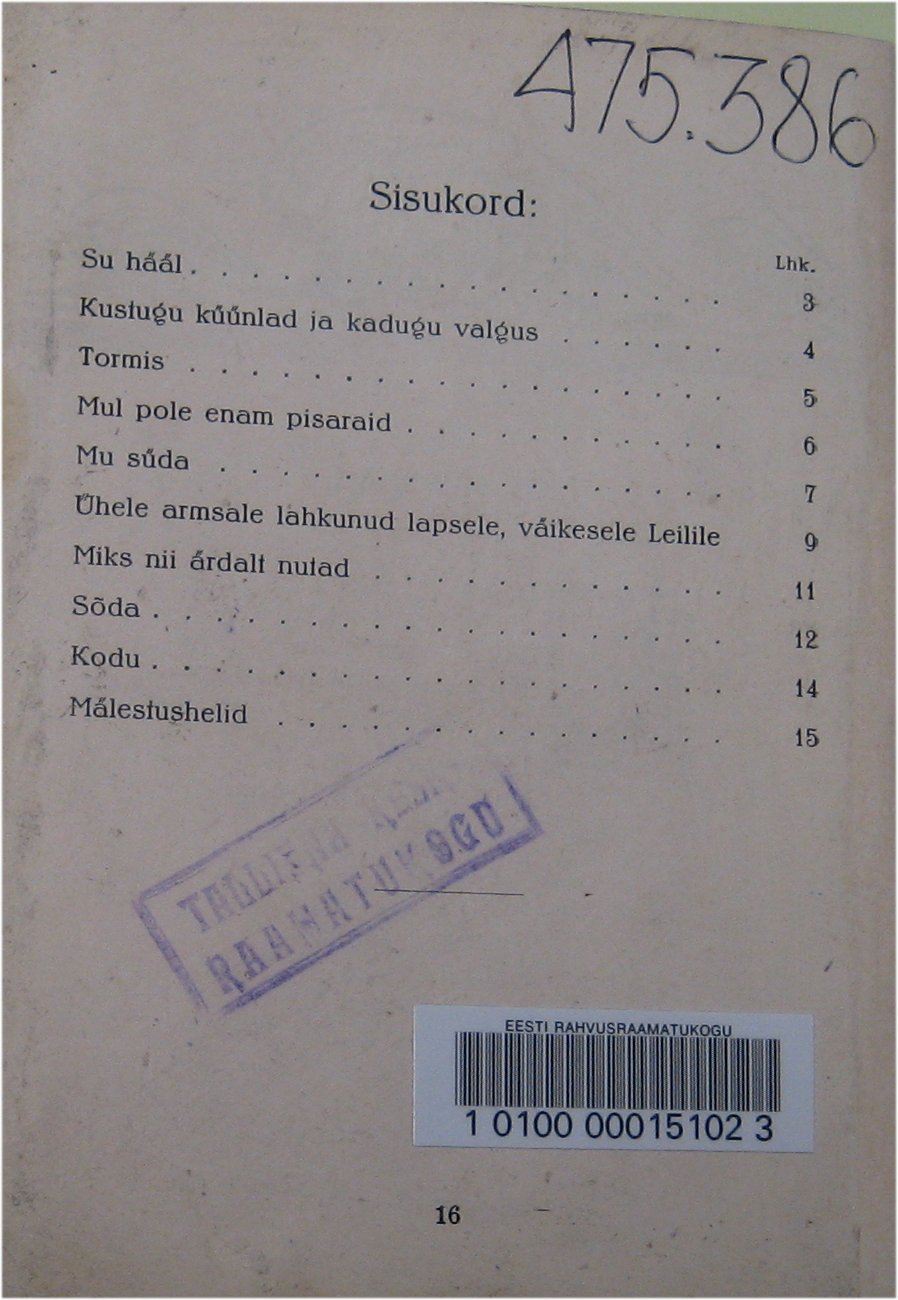 475.386
Sisukord:
Lhk.
Su hääl . . . . . . . . . . . . . . . . . . 3
Kustugu küünlad ja kadugu valgus . . . . . . 4
Tormis . . . . . . . . . . . . . . . . . . 5
Mul pole enam pisaraid . . . . . . . . . . . 6
Mu süda . . . . . . . . . . . . . . . . . 7
Ühele armsale lahkunud lapsele, väikesele Leilile 9
Miks nii ärdalt nutad . . . . . . . . . . . . 11
Sõda . . . . . . . . . . . . . . . . . . . 12
Kodu . . . . . . . . . . . . . . . . . . . 14
Mälestushelid . . . . . . . . . . . . . . . 15
RAAMATUKOGU
EESTI RAHVUSRAAMATUKOGU
1 0100 00015102 3
16